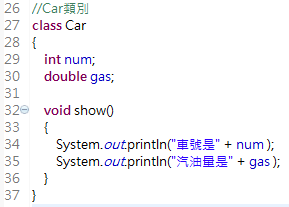 26 //Car類別
27 class Car
28 {
29 int num;
30 double gas;
31
32 void show()
33 {
34 System.out.println("車號是" + num );
35 System.out.println("汽油量是" + gas );
36 }
37 }